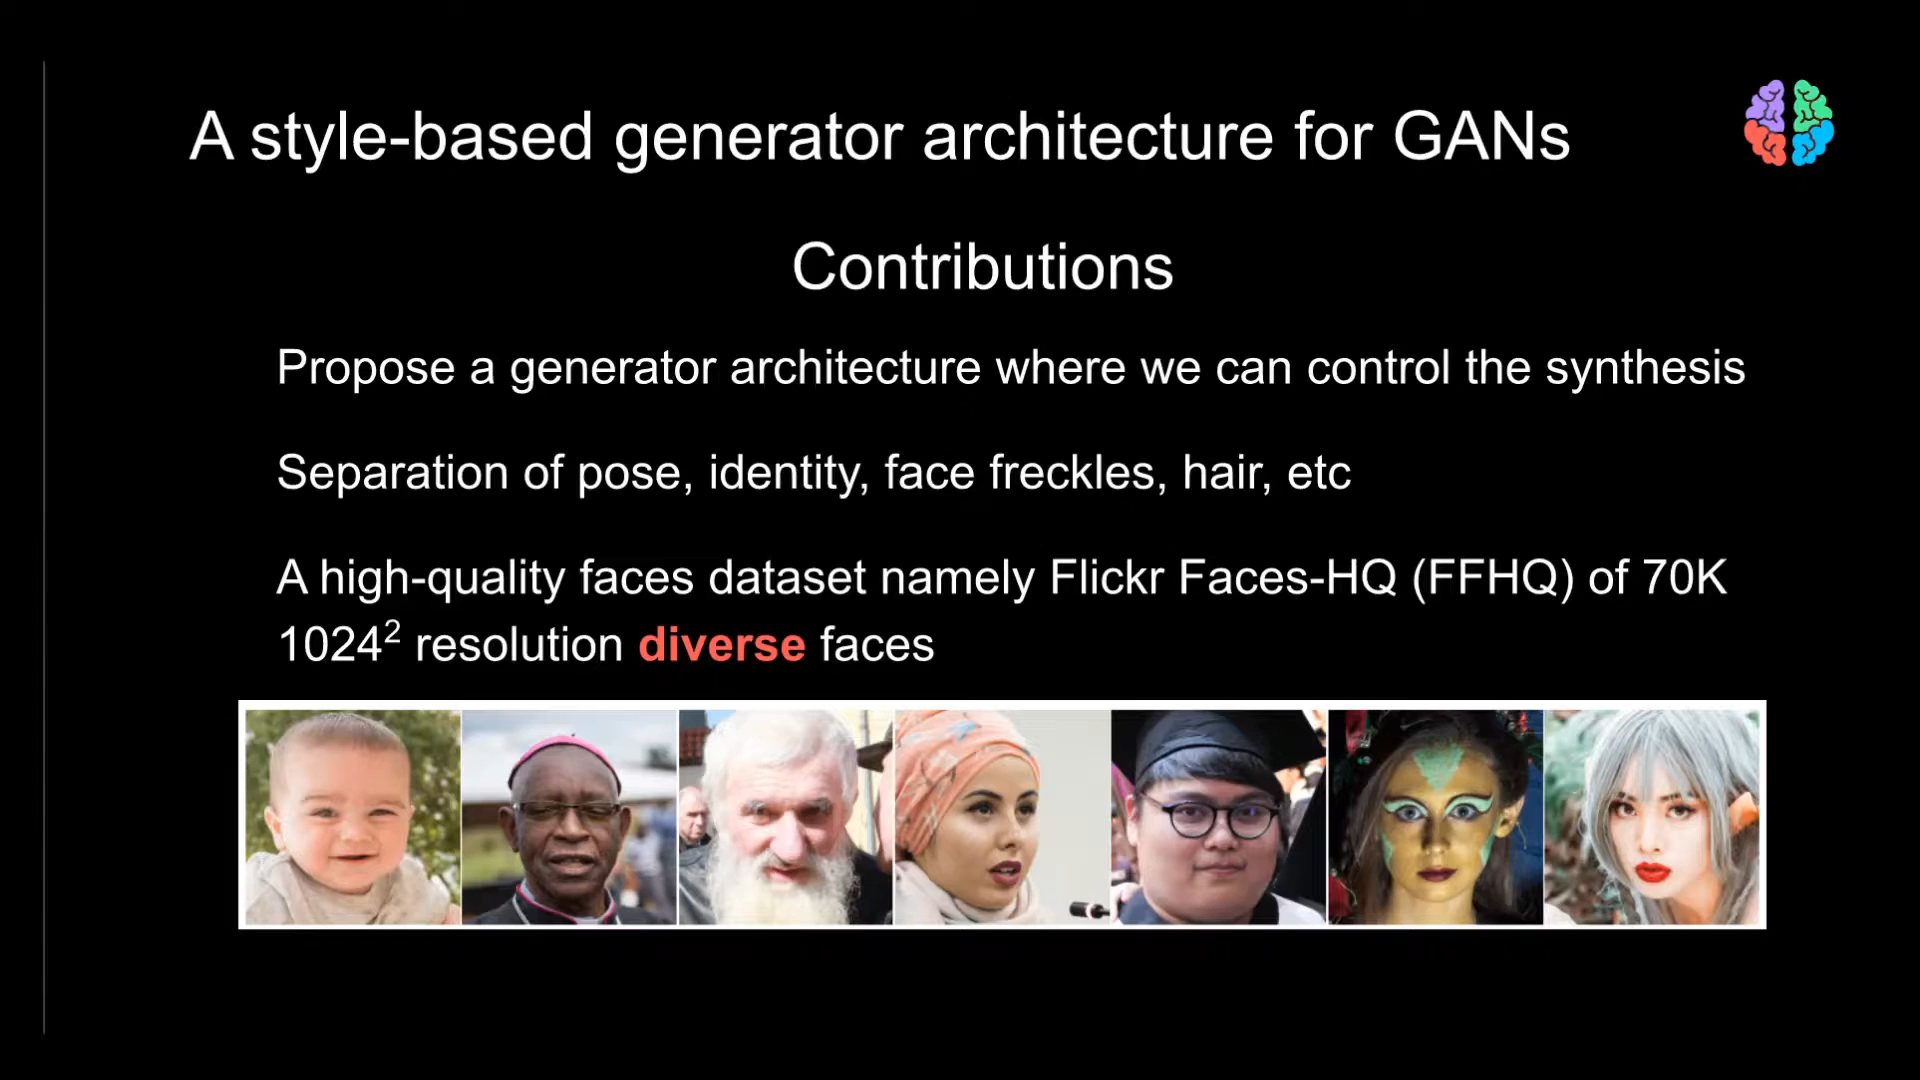 A style-based generator architecture for GANs
Contributions
Propose a generator architecture where we can control the synthesis
Separation of pose, identity, face freckles, hair, etc
A high-quality faces dataset namely Flickr Faces-HQ (FFHQ) of 70K
1024² resolution diverse faces